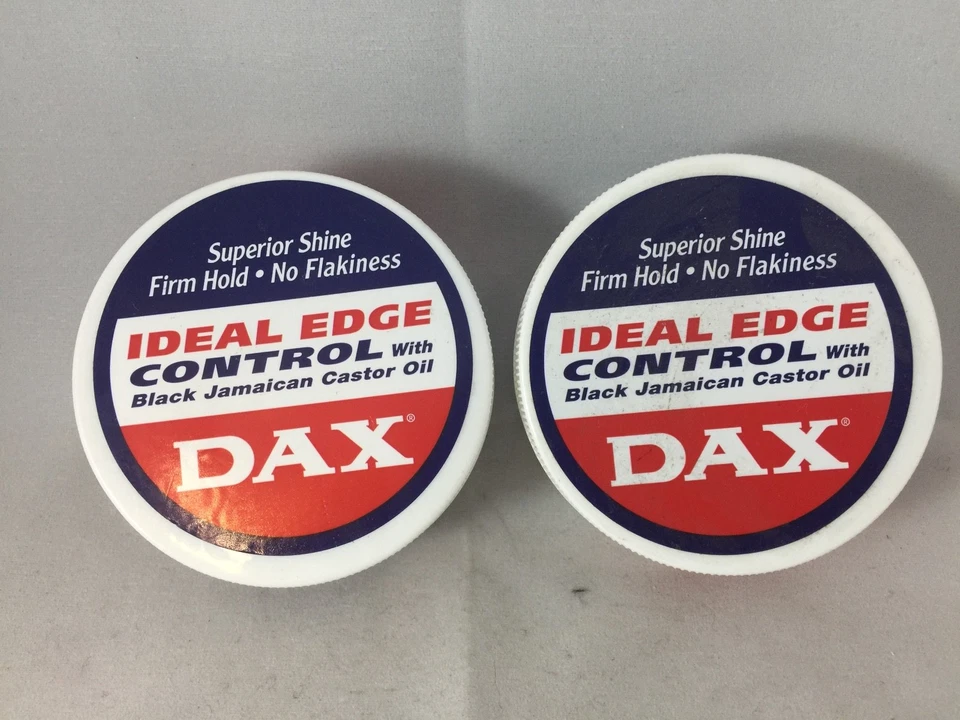 Superior Shine
Firm Hold • No Flakiness
IDEAL EDGE
CONTROL With
Black Jamaican Castor Oil
DAX®
Superior Shine
Firm Hold • No Flakiness
IDEAL EDGE
CONTROL With
Black Jamaican Castor Oil
DAX®